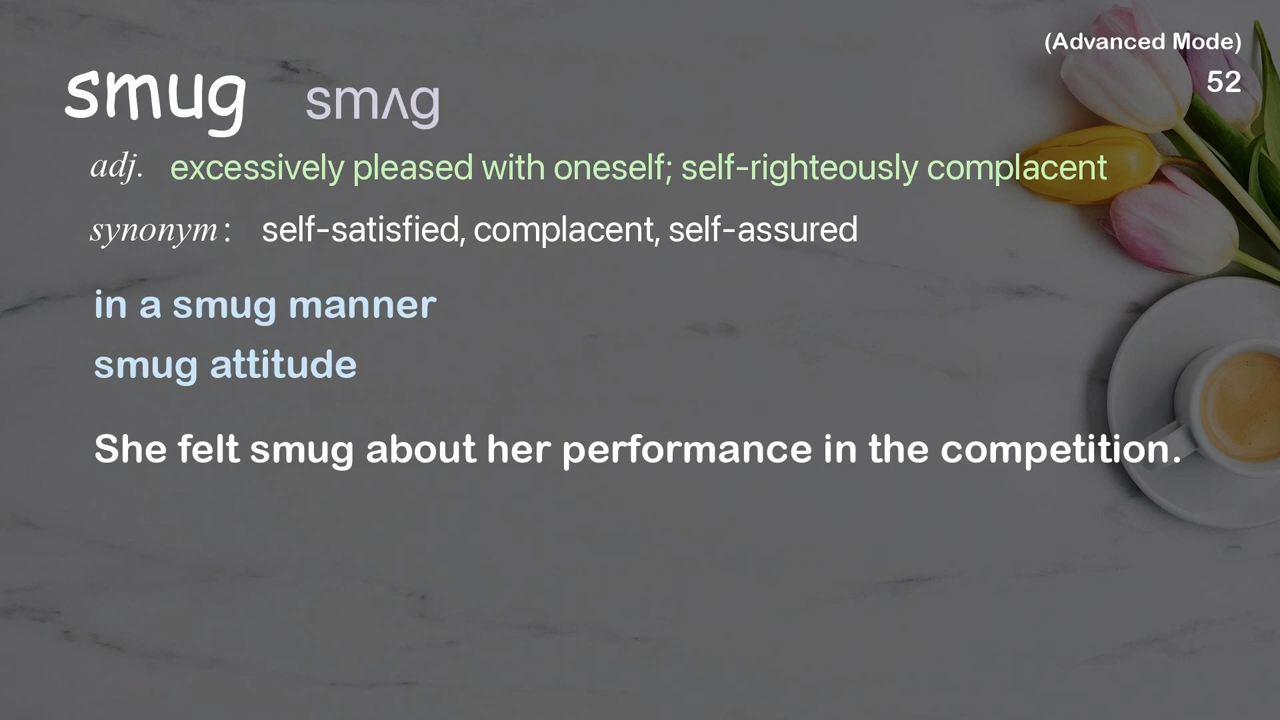 (Advanced Mode)
52
smug smʌg
adj. excessively pleased with oneself; self-righteously complacent
synonym: self-satisfied, complacent, self-assured
in a smug manner
smug attitude
She felt smug about her performance in the competition.